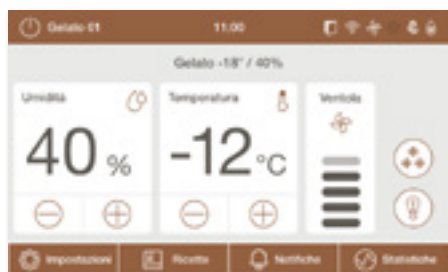 Gelato 01 11:00
Gelato -18° / 40%
Umidità Temperatura Ventola
40 % -12 °C
Impostazioni Ricette Notifiche Statistiche